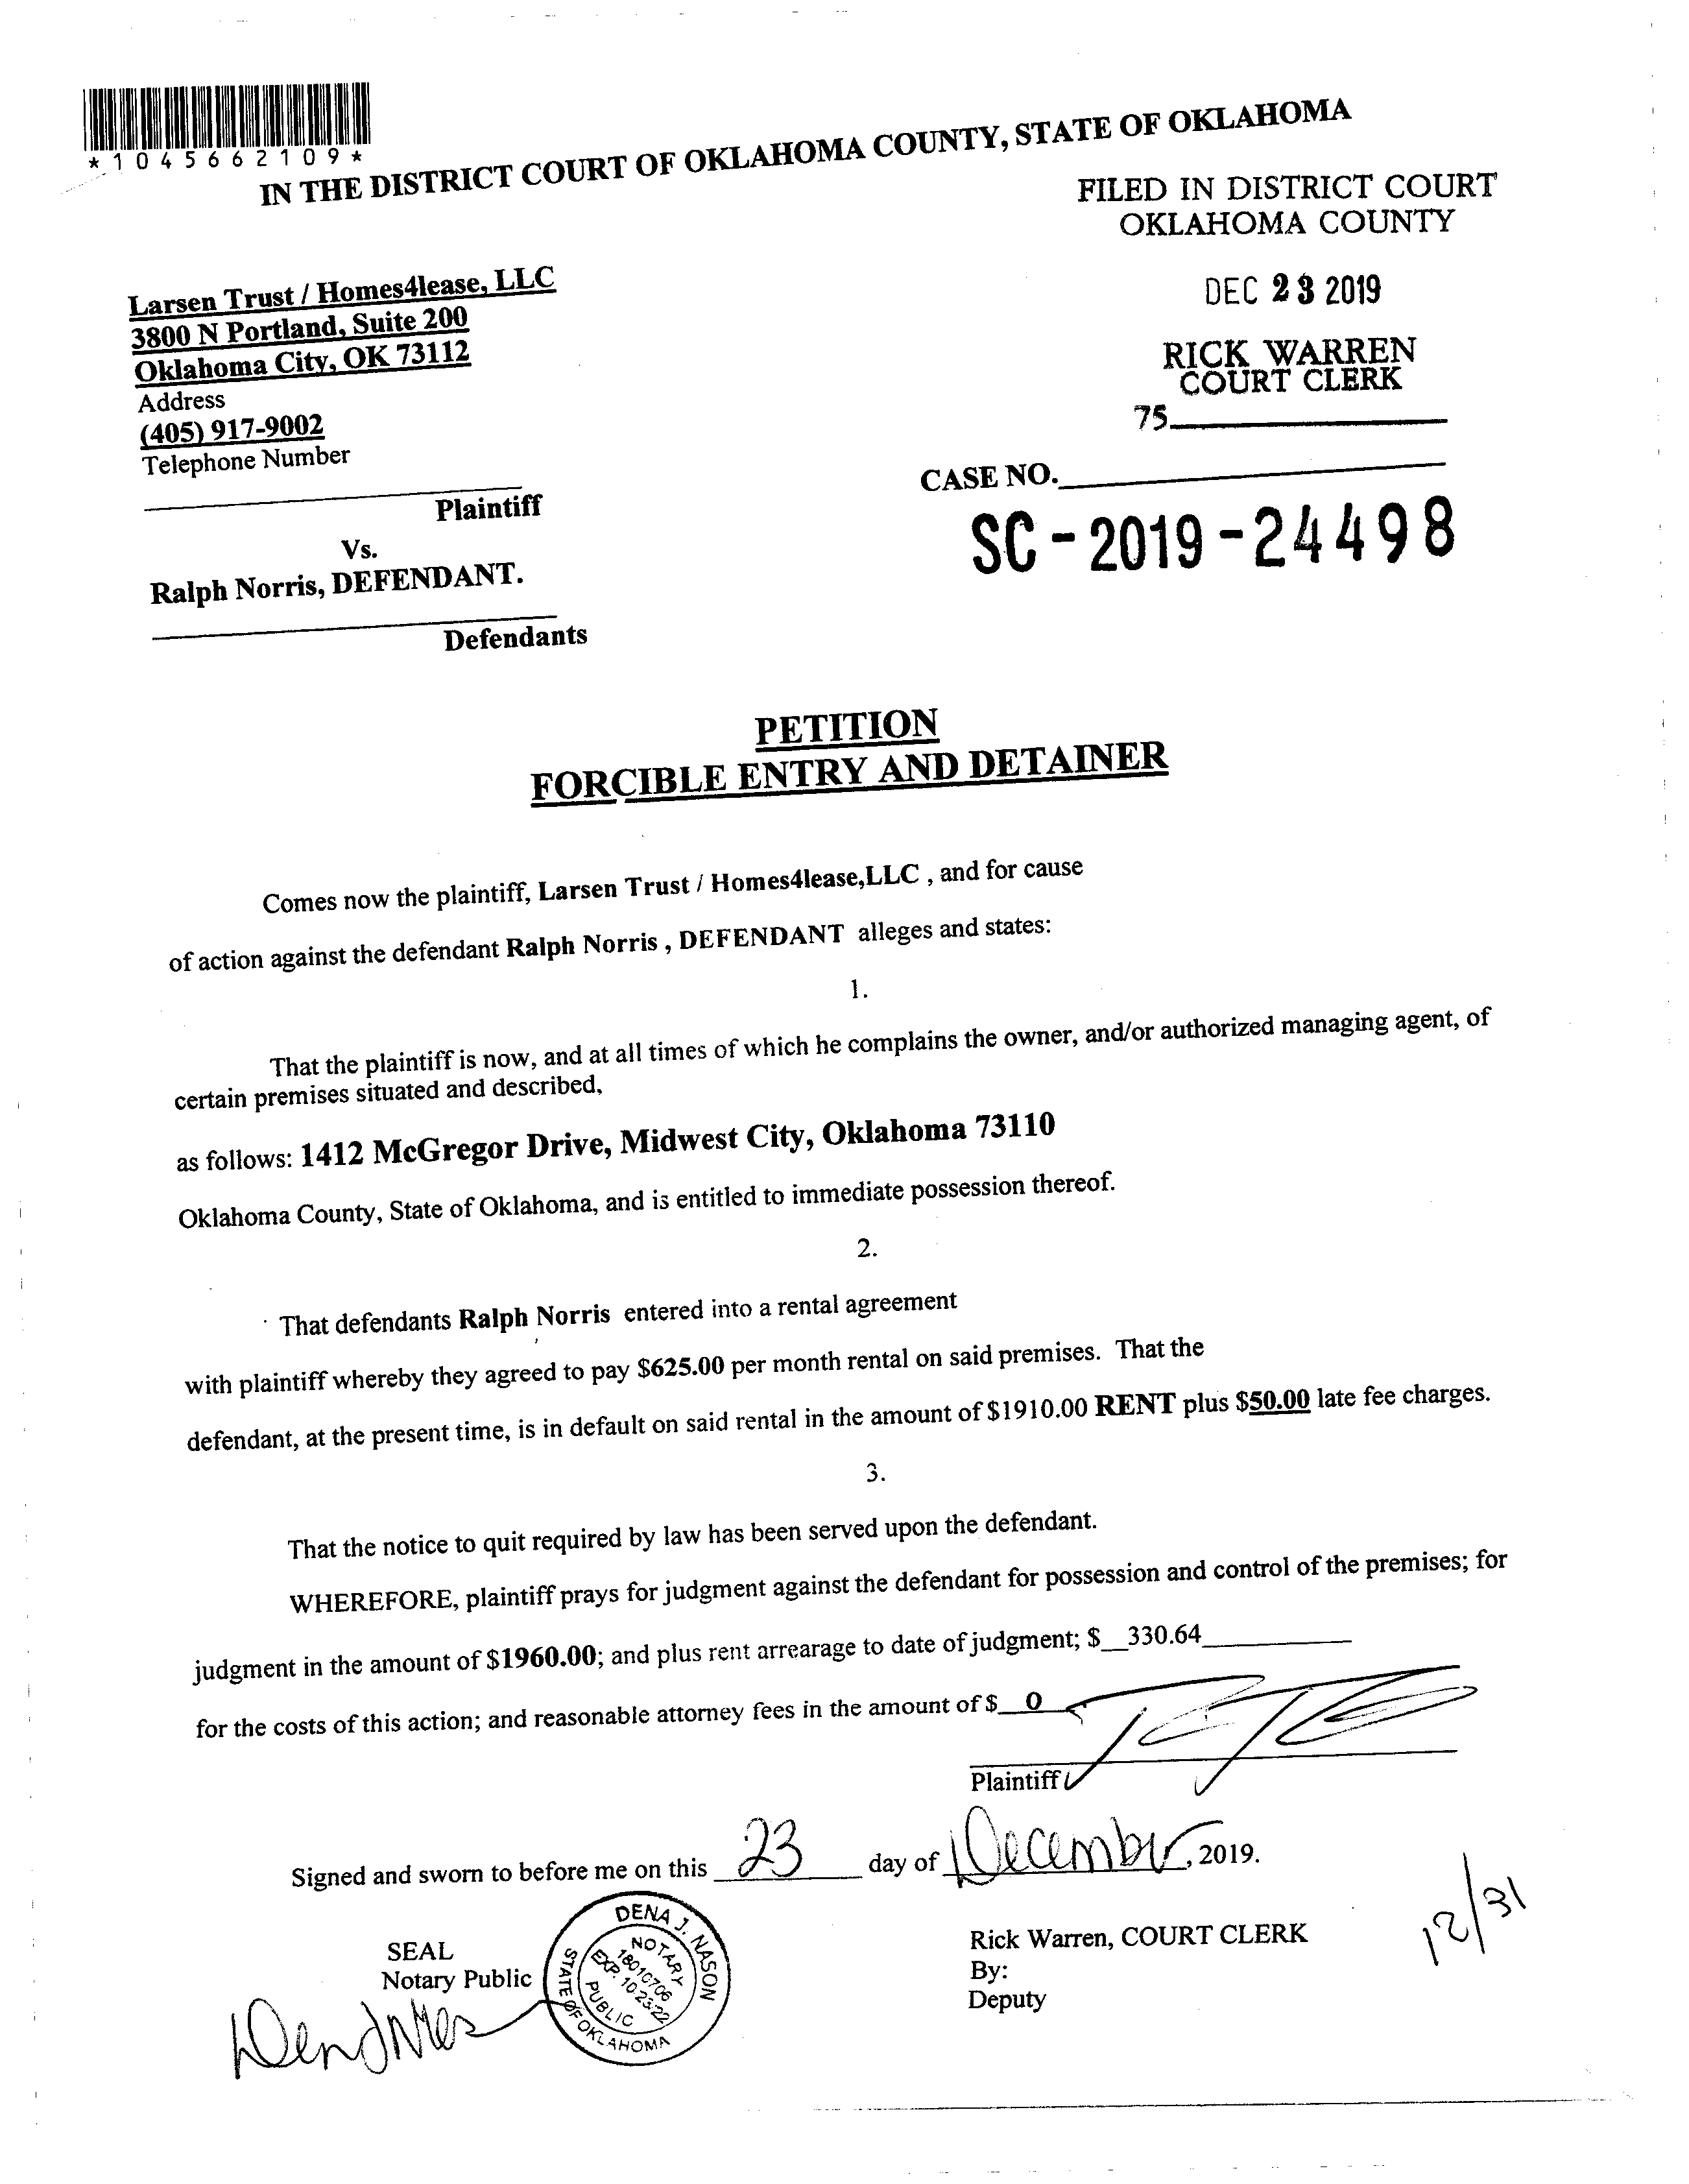 *1045662109*
IN THE DISTRICT COURT OF OKLAHOMA COUNTY, STATE OF OKLAHOMA
FILED IN DISTRICT COURT
OKLAHOMA COUNTY
DEC 23 2019
RICK WARREN
COURT CLERK
75
CASE NO.
SC-2019-24498
Larsen Trust / Homes4lease, LLC
3800 N Portland, Suite 200
Oklahoma City, OK 73112
Address
(405) 917-9002
Telephone Number
Plaintiff
Vs.
Ralph Norris, DEFENDANT.
Defendants
PETITION
FORCIBLE ENTRY AND DETAINER
Comes now the plaintiff, Larsen Trust / Homes4lease,LLC , and for cause
of action against the defendant Ralph Norris , DEFENDANT alleges and states:
1.
That the plaintiff is now, and at all times of which he complains the owner, and/or authorized managing agent, of
certain premises situated and described,
as follows: 1412 McGregor Drive, Midwest City, Oklahoma 73110
Oklahoma County, State of Oklahoma, and is entitled to immediate possession thereof.
2.
That defendants Ralph Norris entered into a rental agreement
with plaintiff whereby they agreed to pay $625.00 per month rental on said premises. That the
defendant, at the present time, is in default on said rental in the amount of $1910.00 RENT plus $50.00 late fee charges.
3.
That the notice to quit required by law has been served upon the defendant.
WHEREFORE, plaintiff prays for judgment against the defendant for possession and control of the premises; for
judgment in the amount of $1960.00; and plus rent arrearage to date of judgment; $__330.64
for the costs of this action; and reasonable attorney fees in the amount of $__0
Plaintiff
Signed and sworn to before me on this 23 day of December, 2019.
SEAL
Notary Public
DENA J. NASON
NOTARY
18010706
EXP. 10-23-22
PUBLIC
STATE OF OKLAHOMA
Rick Warren, COURT CLERK
By:
Deputy
12/31